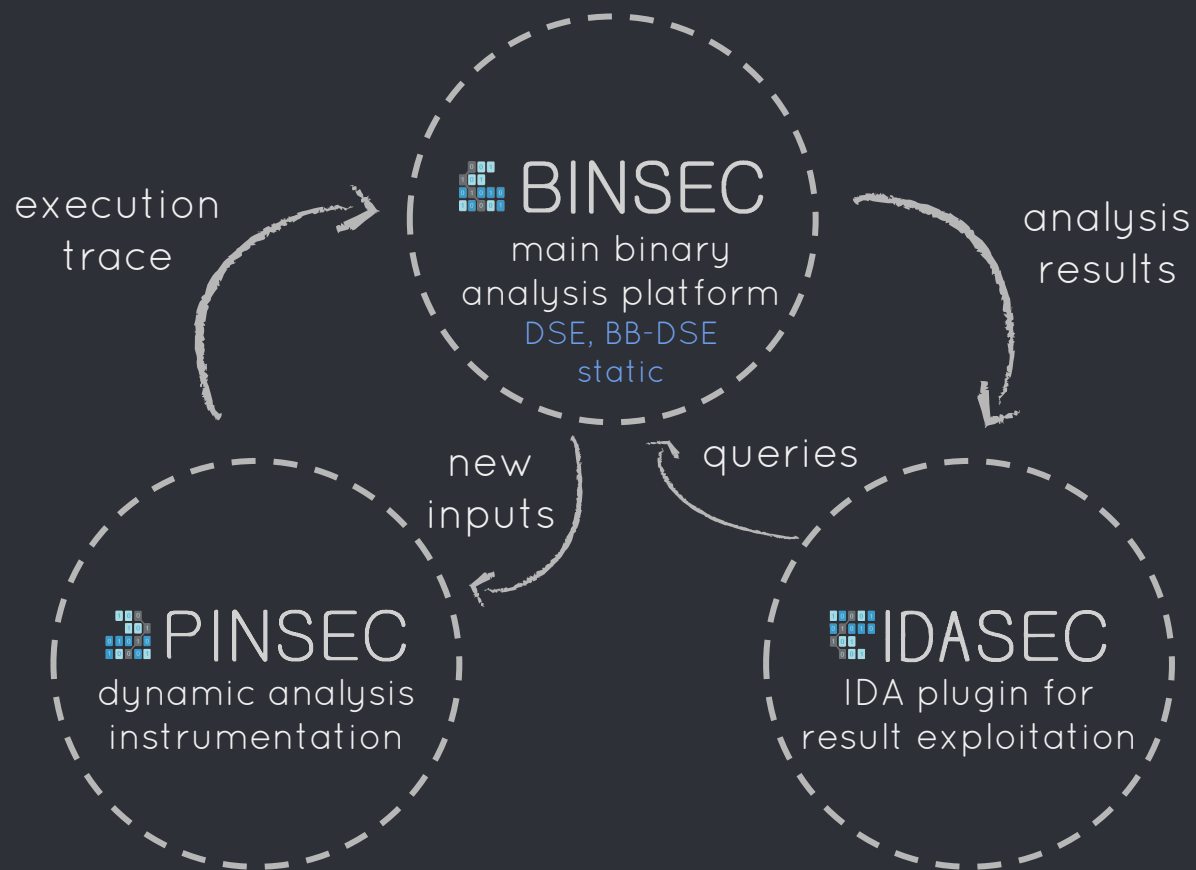 BINSEC
main binary
analysis platform
DSE, BB-DSE
static
execution
trace
analysis
results
new
inputs
queries
PINSEC
dynamic analysis
instrumentation
IDASEC
IDA plugin for
result exploitation